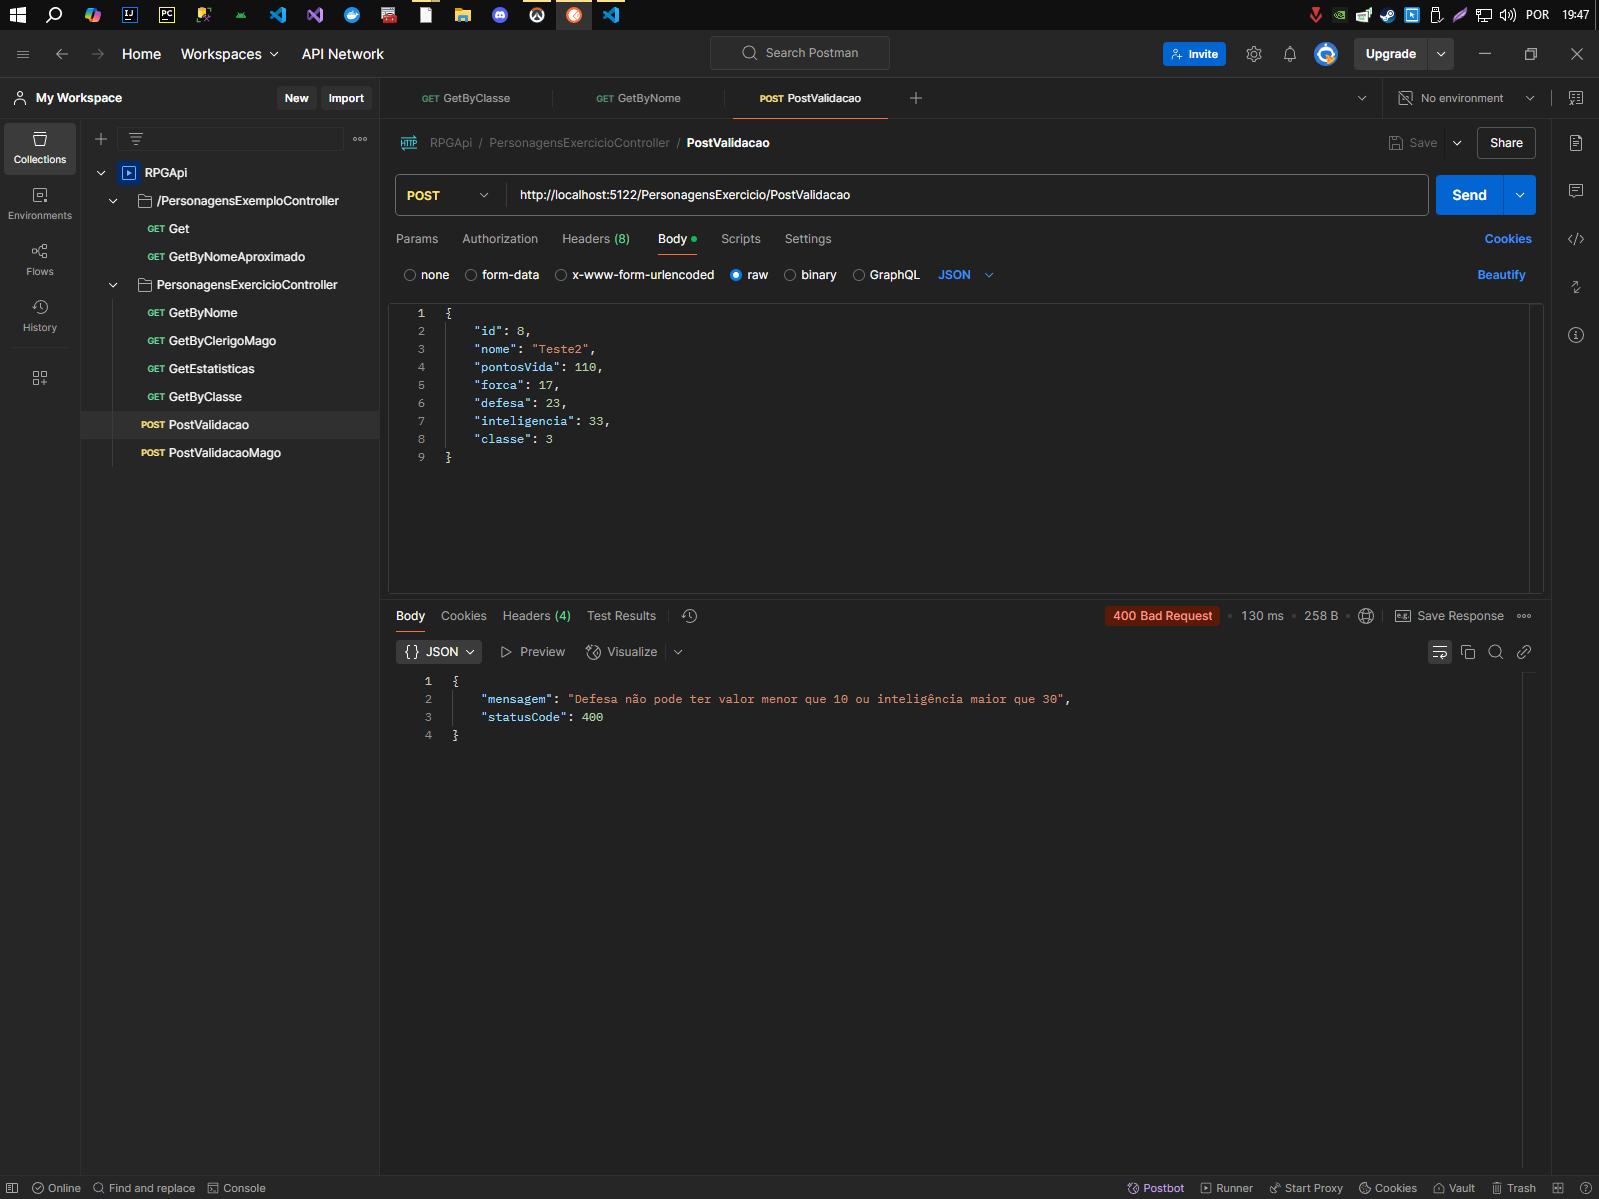 POR 19:47
Home Workspaces API Network Search Postman Invite Upgrade
My Workspace New Import GET GetByClasse GET GetByNome POST PostValidacao No environment
HTTP RPGApi / PersonagensExercicioController / PostValidacao Save Share
Collections
Environments
Flows
History
RPGApi
/PersonagensExemploController
GET Get
GET GetByNomeAproximado
PersonagensExercicioController
GET GetByNome
GET GetByClerigoMago
GET GetEstatisticas
GET GetByClasse
POST PostValidacao
POST PostValidacaoMago
POST http://localhost:5122/PersonagensExercicio/PostValidacao Send
Params Authorization Headers (8) Body Scripts Settings Cookies
none form-data x-www-form-urlencoded raw binary GraphQL JSON Beautify
1 {
2 "id": 8,
3 "nome": "Teste2",
4 "pontosVida": 110,
5 "forca": 17,
6 "defesa": 23,
7 "inteligencia": 33,
8 "classe": 3
9 }
Body Cookies Headers (4) Test Results 400 Bad Request 130 ms 258 B e.g. Save Response
{} JSON Preview Visualize
1 {
2 "mensagem": "Defesa não pode ter valor menor que 10 ou inteligência maior que 30",
3 "statusCode": 400
4 }
Online Find and replace Console Postbot Runner Start Proxy Cookies Vault Trash